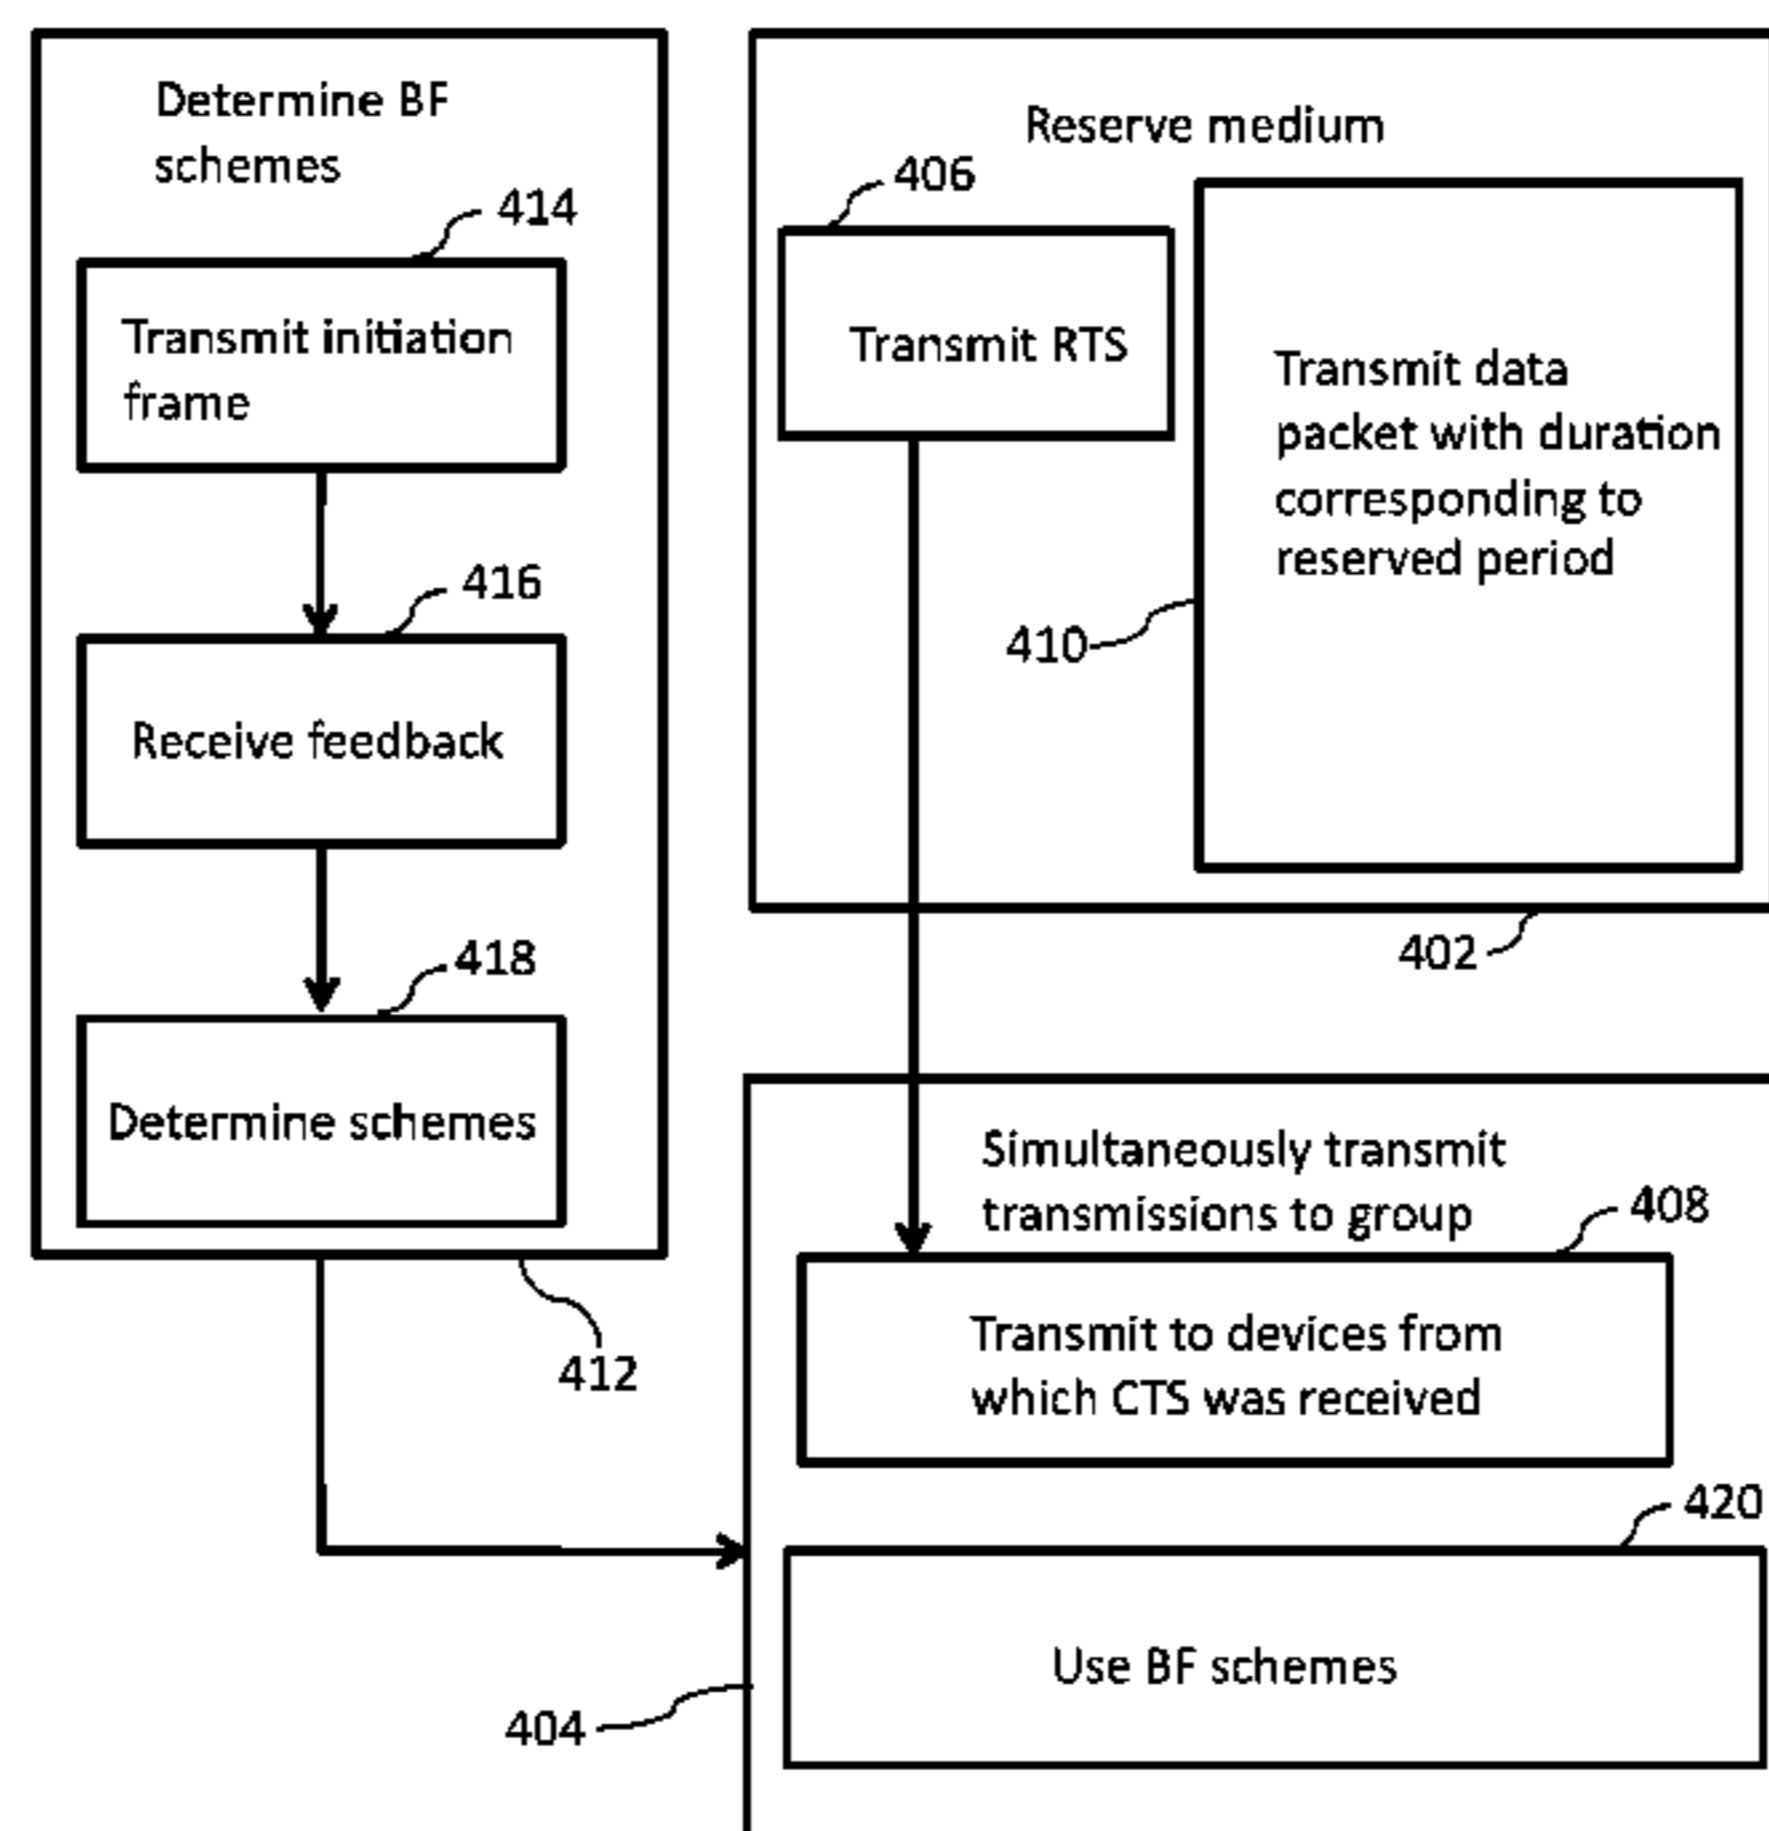 Determine BF
schemes
414
Transmit initiation
frame
416
Receive feedback
418
Determine schemes
412
Reserve medium
406
Transmit RTS
Transmit data
packet with duration
corresponding to
reserved period
410
402
Simultaneously transmit
transmissions to group
408
Transmit to devices from
which CTS was received
420
Use BF schemes
404